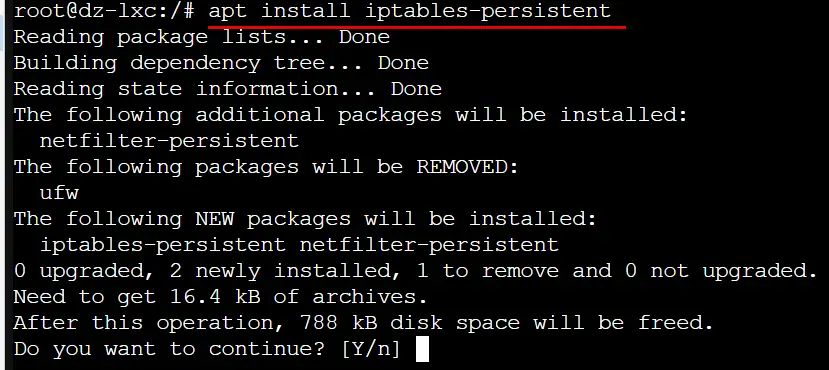 root@dz-lxc:/# apt install iptables-persistent
Reading package lists... Done
Building dependency tree... Done
Reading state information... Done
The following additional packages will be installed:
  netfilter-persistent
The following packages will be REMOVED:
  ufw
The following NEW packages will be installed:
  iptables-persistent netfilter-persistent
0 upgraded, 2 newly installed, 1 to remove and 0 not upgraded.
Need to get 16.4 kB of archives.
After this operation, 788 kB disk space will be freed.
Do you want to continue? [Y/n]